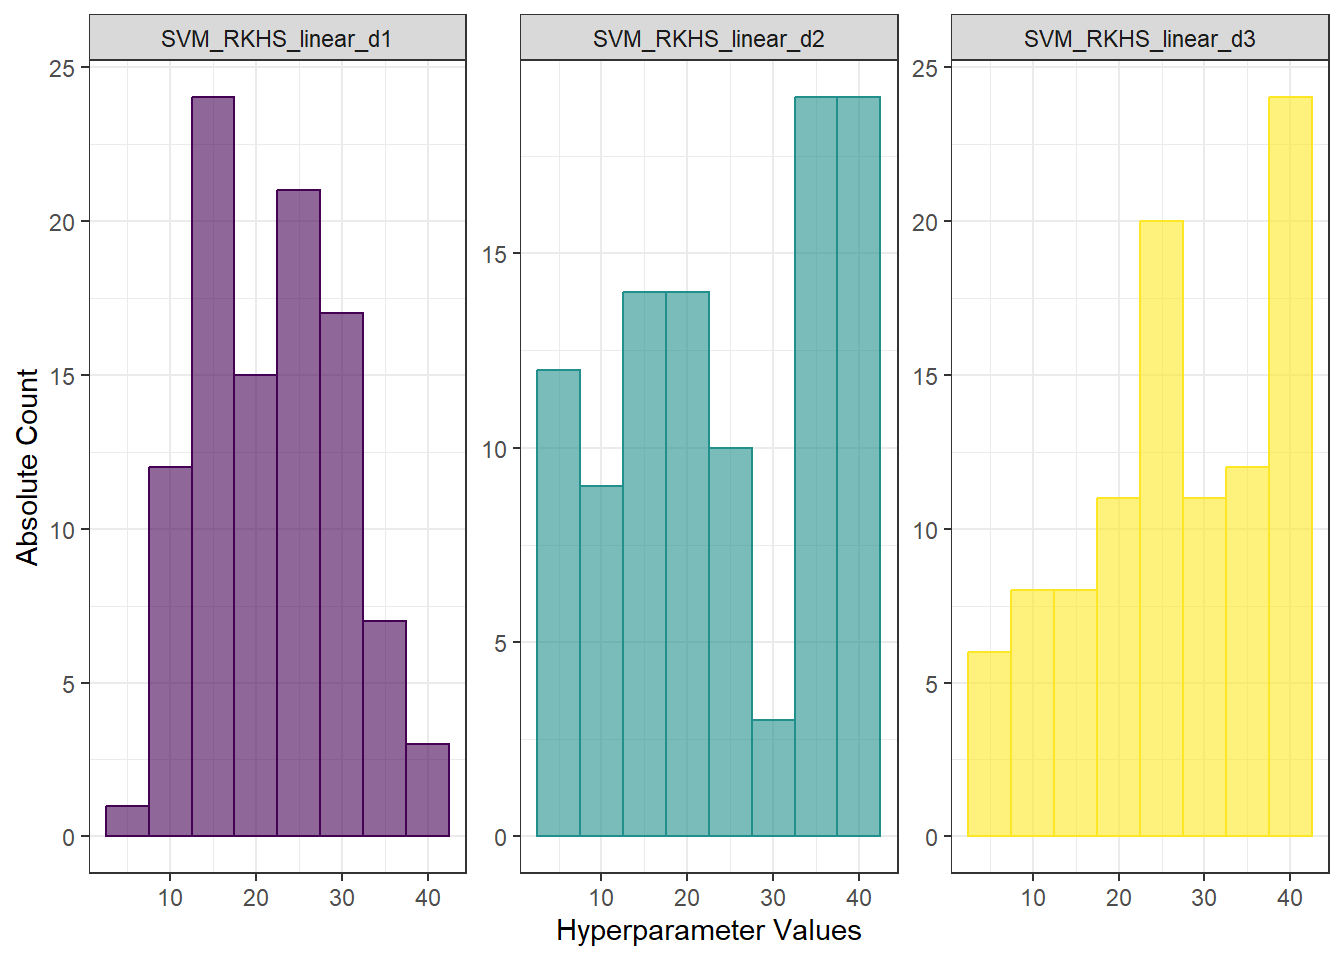 SVM_RKHS_linear_d1
SVM_RKHS_linear_d2
SVM_RKHS_linear_d3
Absolute Count
25
20
15
10
5
0
15
10
5
0
25
20
15
10
5
0
10 20 30 40
10 20 30 40
10 20 30 40
Hyperparameter Values